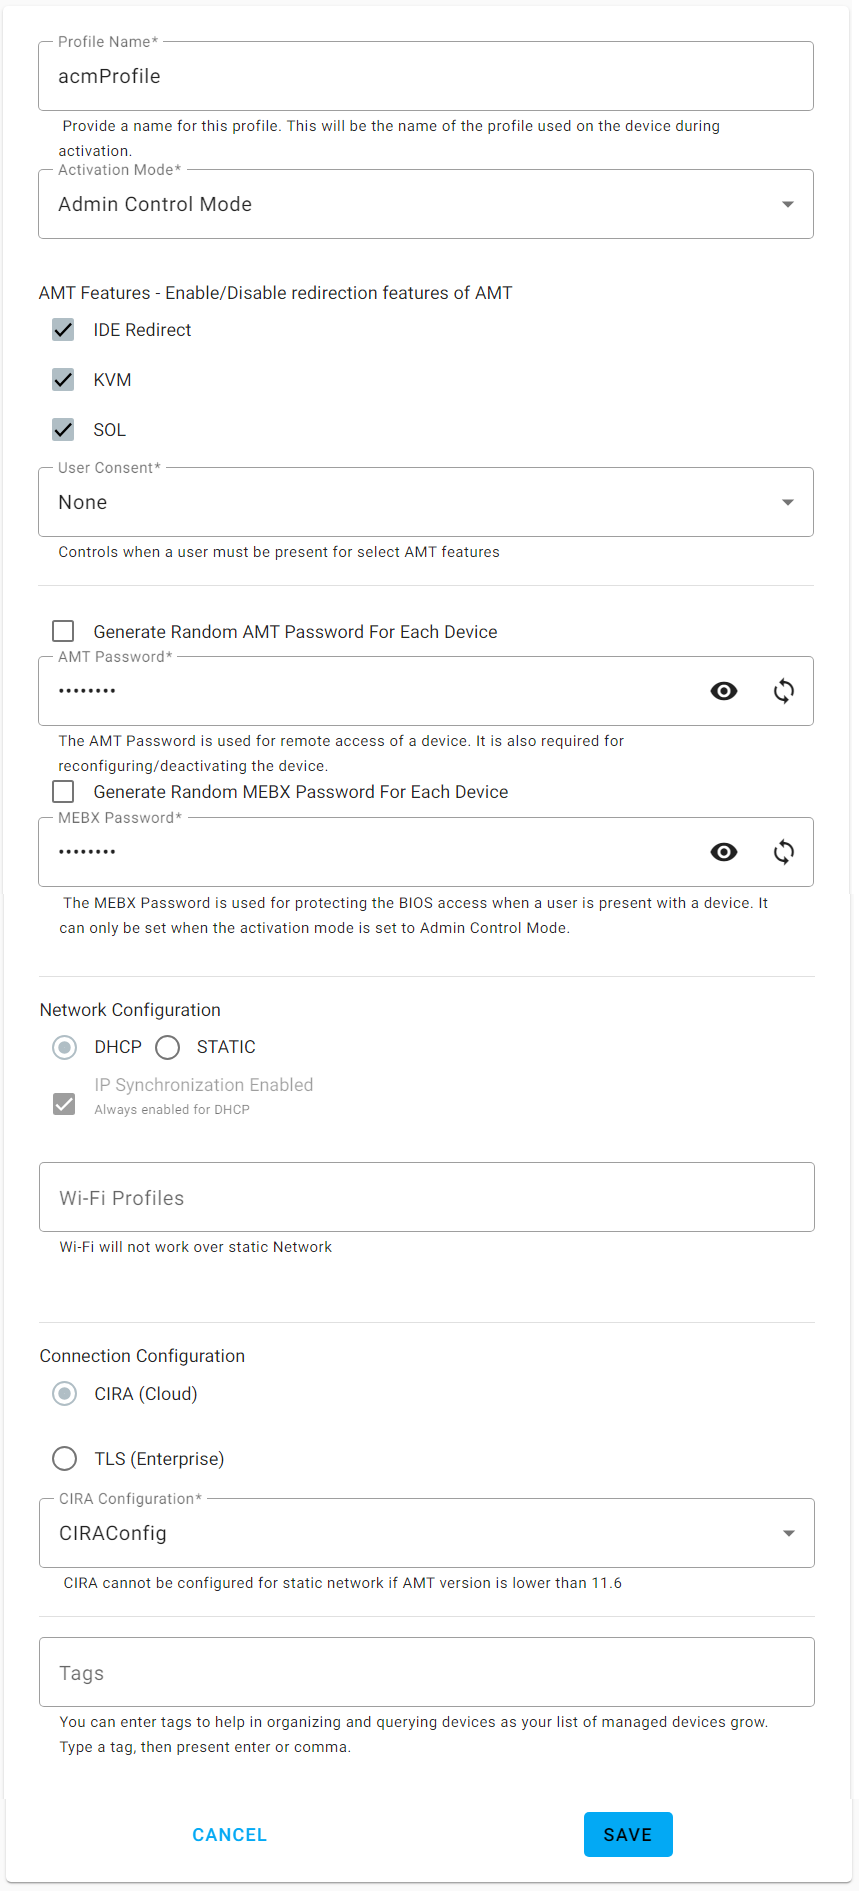 Profile Name*
acmProfile
Provide a name for this profile. This will be the name of the profile used on the device during
activation.
Activation Mode*
Admin Control Mode
AMT Features - Enable/Disable redirection features of AMT
IDE Redirect
KVM
SOL
User Consent*
None
Controls when a user must be present for select AMT features
Generate Random AMT Password For Each Device
AMT Password*
••••••••
The AMT Password is used for remote access of a device. It is also required for
reconfiguring/deactivating the device.
Generate Random MEBX Password For Each Device
MEBX Password*
••••••••
The MEBX Password is used for protecting the BIOS access when a user is present with a device. It
can only be set when the activation mode is set to Admin Control Mode.
Network Configuration
DHCP STATIC
IP Synchronization Enabled
Always enabled for DHCP
Wi-Fi Profiles
Wi-Fi will not work over static Network
Connection Configuration
CIRA (Cloud)
TLS (Enterprise)
CIRA Configuration*
CIRAConfig
CIRA cannot be configured for static network if AMT version is lower than 11.6
Tags
You can enter tags to help in organizing and querying devices as your list of managed devices grow.
Type a tag, then present enter or comma.
CANCEL SAVE